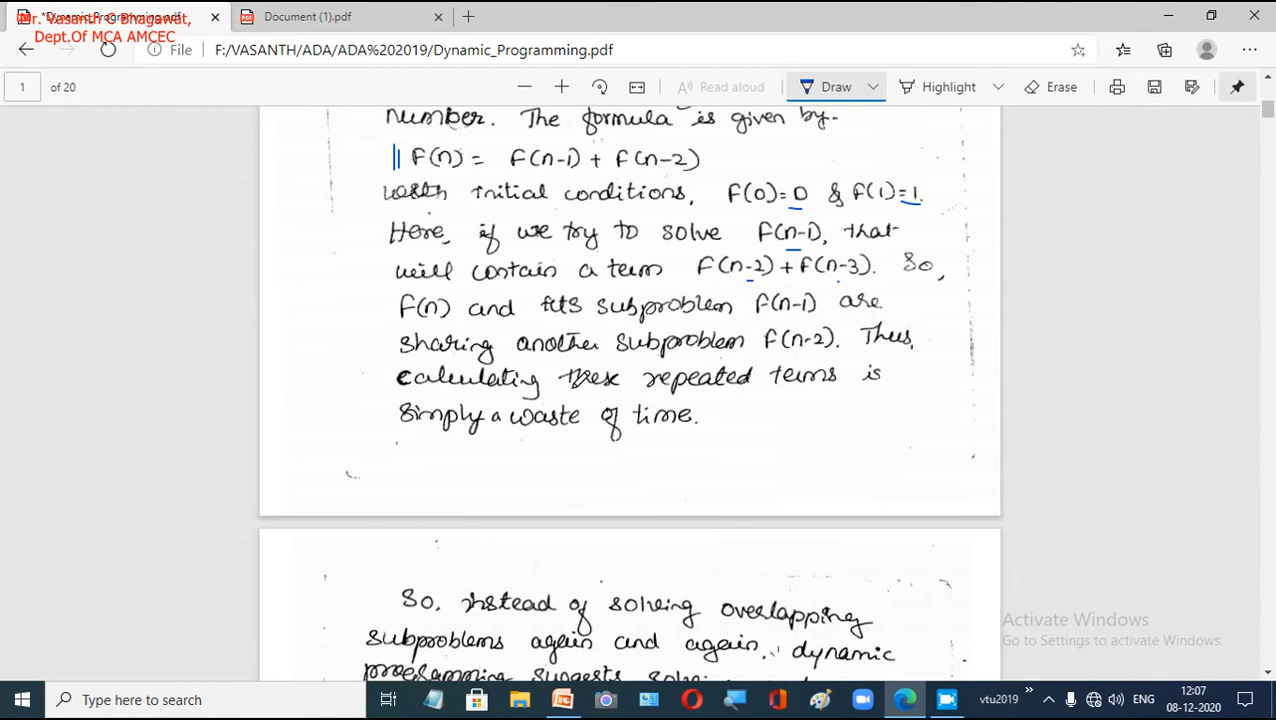 *Dynamic_Programming.pdf
Document (1).pdf
Dr. Vasanth G Bhagawat,
Dept.Of MCA AMCEC
File F:/VASANTH/ADA/ADA%202019/Dynamic_Programming.pdf
1 of 20 Read aloud Draw Highlight Erase
number. The formula is given by-
F(n) = F(n-1) + F(n-2)
with initial conditions, F(0)=0 & F(1)=1.
Here, if we try to solve F(n-1), that
will contain a term F(n-2)+F(n-3). So,
F(n) and its subproblem F(n-1) are
sharing another subproblem F(n-2). Thus,
calculating these repeated terms is
simply a waste of time.
So, instead of solving overlapping
subproblems again and again, dynamic
programming suggests
Activate Windows
Go to Settings to activate Windows.
Type here to search
vtu2019 ENG 12:07
08-12-2020